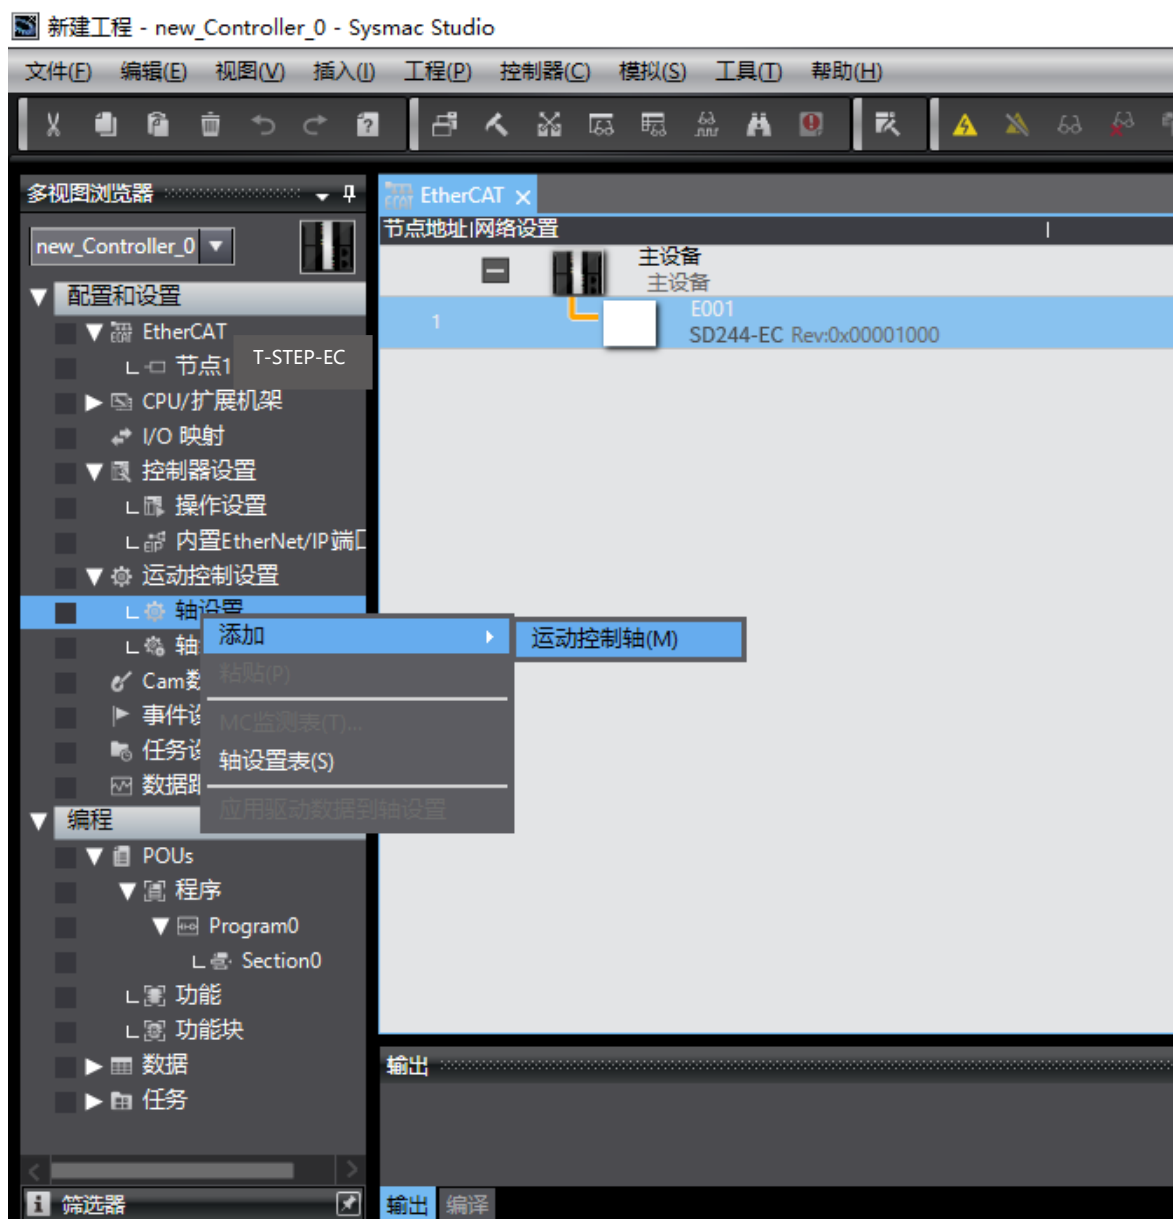 新建工程 - new_Controller_0 - Sysmac Studio
文件(F) 编辑(E) 视图(V) 插入(I) 工程(P) 控制器(C) 模拟(S) 工具(T) 帮助(H)
多视图浏览器
new_Controller_0
配置和设置
EtherCAT
节点1
T-STEP-EC
CPU/扩展机架
I/O 映射
控制器设置
操作设置
内置EtherNet/IP端口
运动控制设置
轴设置
轴
Cam数
事件设
任务设
数据跟
编程
POUs
程序
Program0
Section0
功能
功能块
数据
任务
筛选器
添加
粘贴(P)
MC监测表(T)...
轴设置表(S)
应用驱动数据到轴设置
运动控制轴(M)
EtherCAT
节点地址|网络设置
主设备
主设备
1
E001
SD244-EC Rev:0x00001000
输出
输出 编译